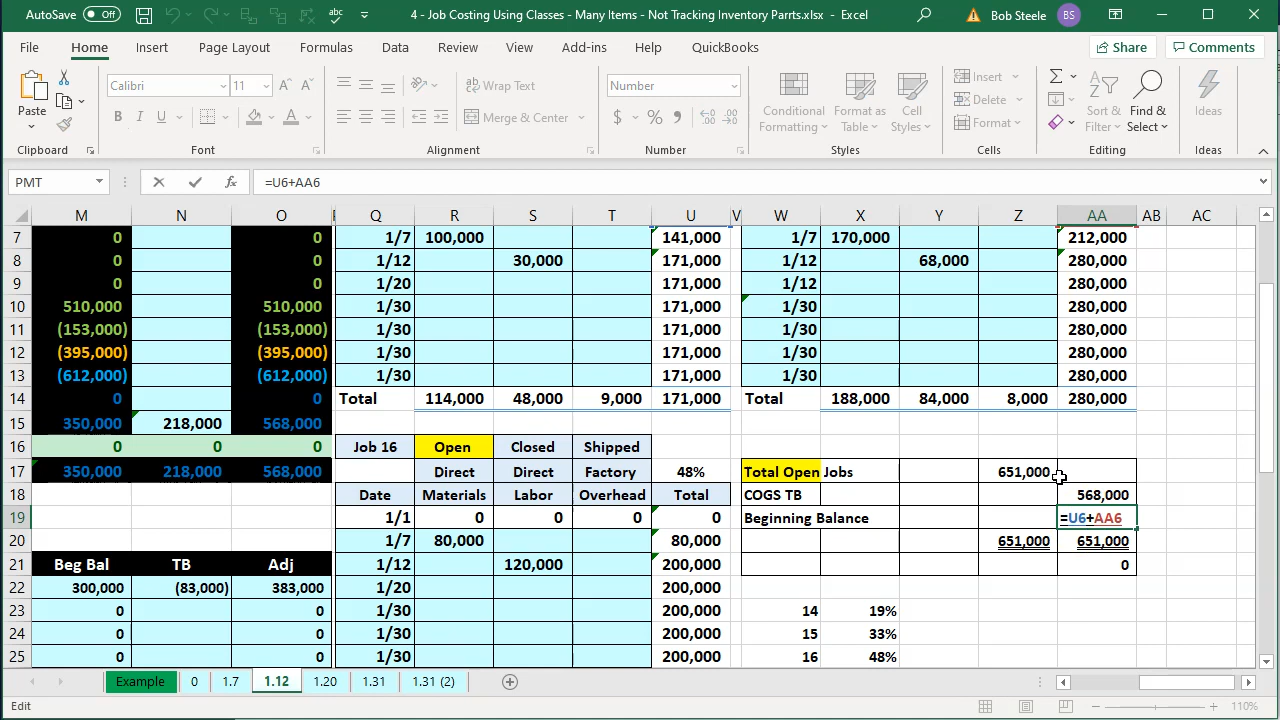 AutoSave Off abc 4 - Job Costing Using Classes - Many Items - Not Tracking Inventory Parrts.xlsx - Excel Bob Steele BS
File Home Insert Draw Page Layout Formulas Data Review View Add-ins Help QuickBooks Share Comments
Paste Calibri 11 A A ab Wrap Text Number Conditional Formatting Format as Table Cell Styles Insert Delete Format Sort & Filter Find & Select Ideas
B I U A Merge & Center $ % ,
Clipboard Font Alignment Number Styles Cells Editing Ideas
PMT fx =U6+AA6
M N O Q R S T U V W X Y Z AA AB AC
7 0 0 1/7 100,000 141,000 1/7 170,000 212,000
8 0 0 1/12 30,000 171,000 1/12 68,000 280,000
9 0 0 1/20 171,000 1/12 280,000
10 510,000 510,000 1/30 171,000 1/30 280,000
11 (153,000) (153,000) 1/30 171,000 1/30 280,000
12 (395,000) (395,000) 1/30 171,000 1/30 280,000
13 (612,000) (612,000) 1/30 171,000 1/30 280,000
14 0 0 Total 114,000 48,000 9,000 171,000 Total 188,000 84,000 8,000 280,000
15 350,000 218,000 568,000
16 0 0 0 Job 16 Open Closed Shipped
17 350,000 218,000 568,000 Direct Direct Factory 48% Total Open Jobs 651,000
18 Date Materials Labor Overhead Total COGS TB 568,000
19 1/1 0 0 0 0 Beginning Balance =U6+AA6
20 1/7 80,000 80,000 651,000 651,000
21 Beg Bal TB Adj 1/12 120,000 200,000 0
22 300,000 (83,000) 383,000 1/20 200,000
23 0 0 1/30 200,000 14 19%
24 0 0 1/30 200,000 15 33%
25 0 0 1/30 200,000 16 48%
Example 0 1.7 1.12 1.20 1.31 1.31 (2)
Edit 110%